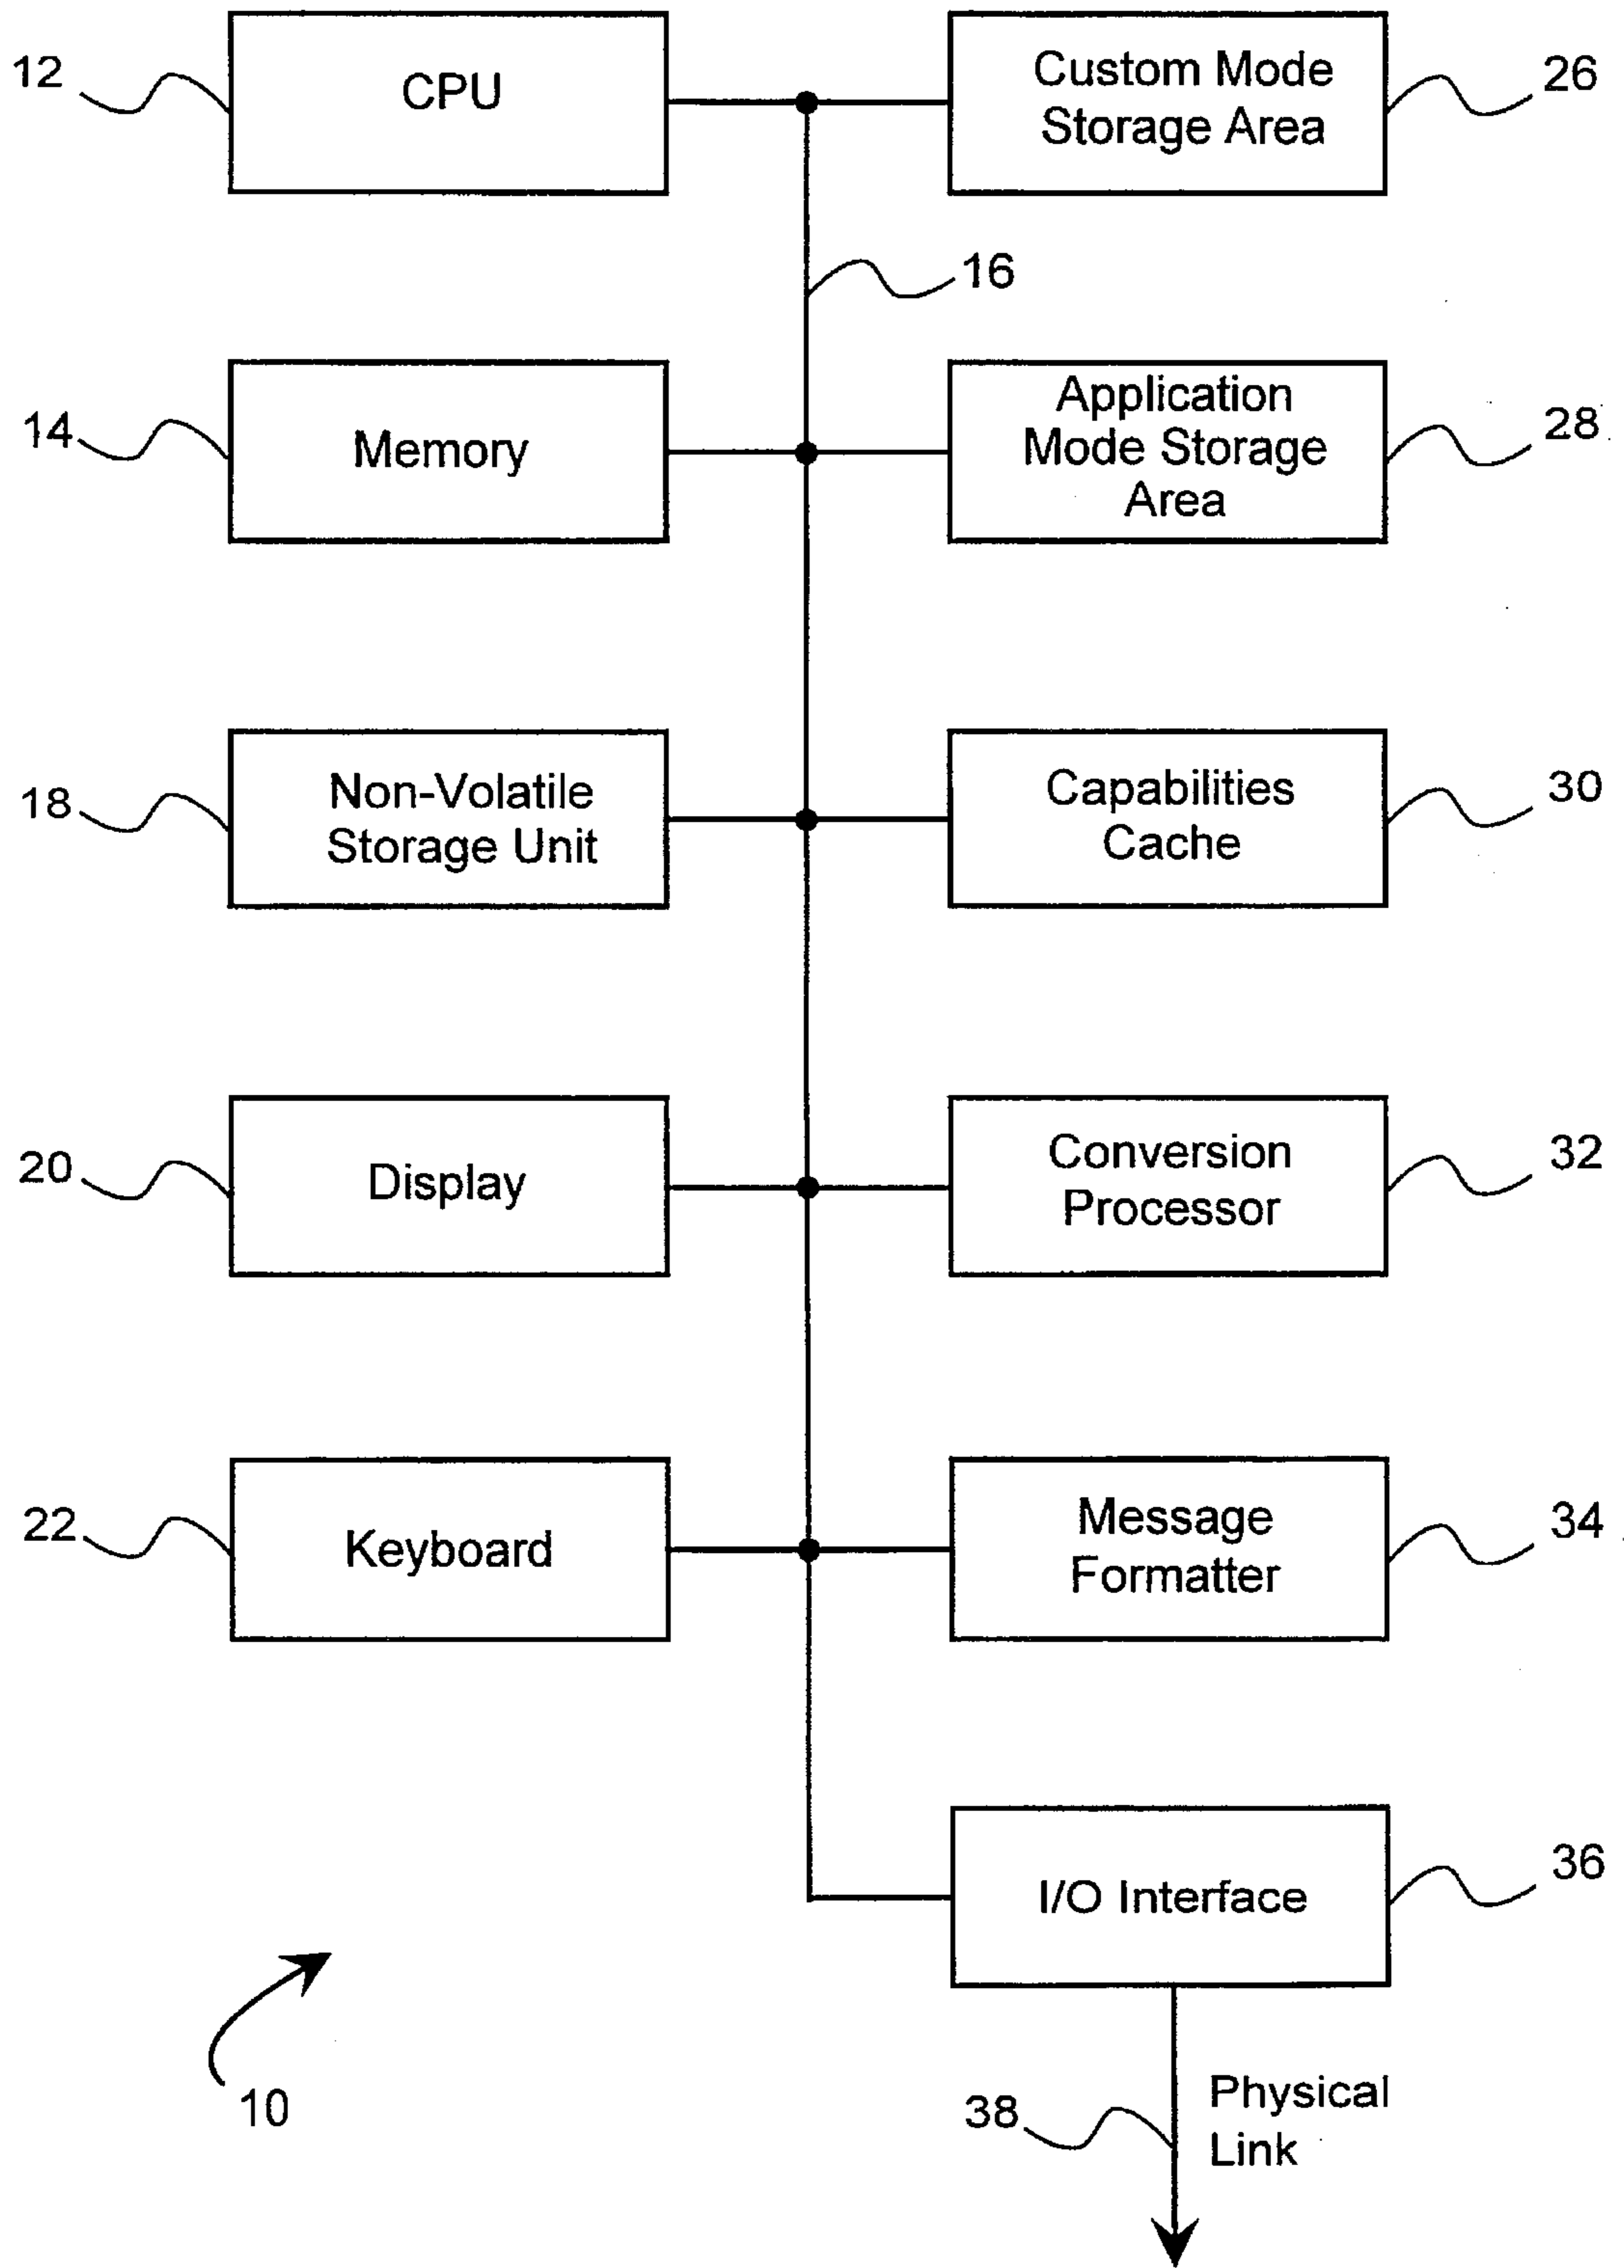 12
CPU
Custom Mode
Storage Area
26
16
14
Memory
Application
Mode Storage
Area
28
18
Non-Volatile
Storage Unit
Capabilities
Cache
30
20
Display
Conversion
Processor
32
22
Keyboard
Message
Formatter
34
I/O Interface
36
10
38
Physical
Link